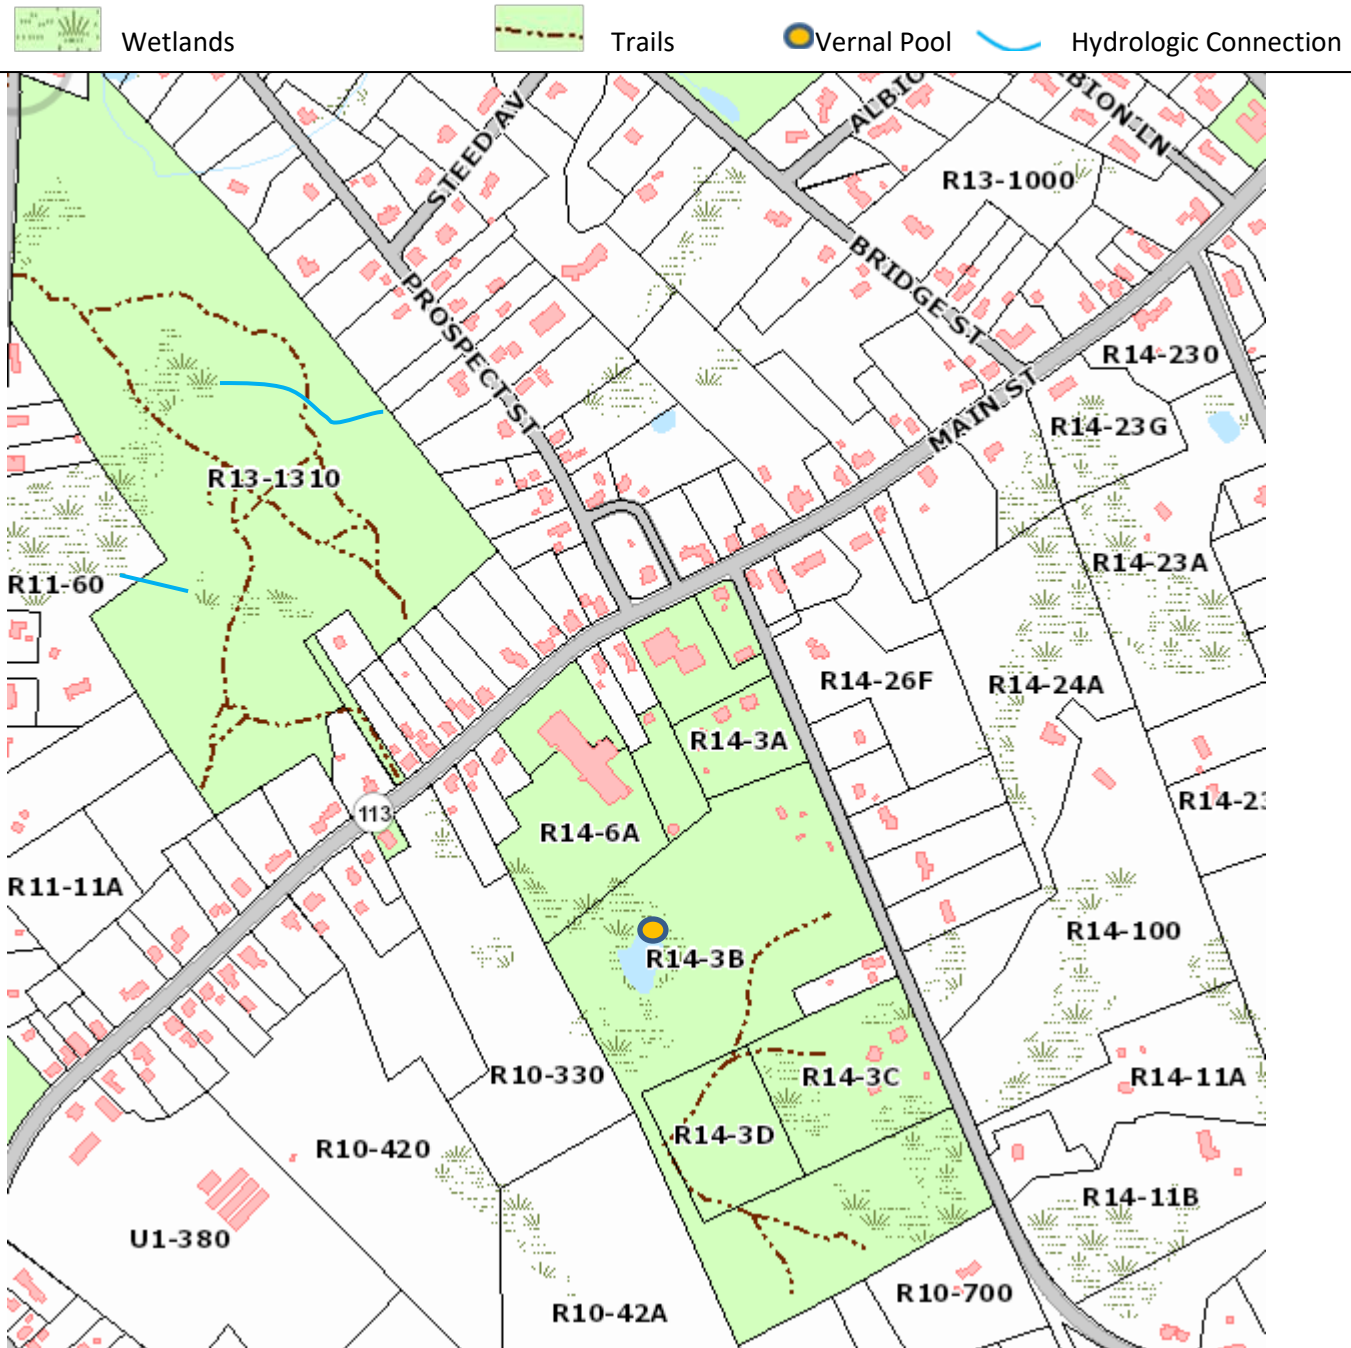 Wetlands Trails Vernal Pool Hydrologic Connection
STEED AV
ALBIO
BION LN
R13-1000
PROSPECT ST
BRIDGE ST
MAIN ST
R14-230
R14-23G
R13-1310
R11-60
R14-23A
R14-26F
R14-24A
R14-3A
R14-23
113
R14-6A
R11-11A
R14-3B
R14-100
R10-330
R14-3C
R14-11A
R14-3D
R10-420
R14-11B
U1-380
R10-700
R10-42A